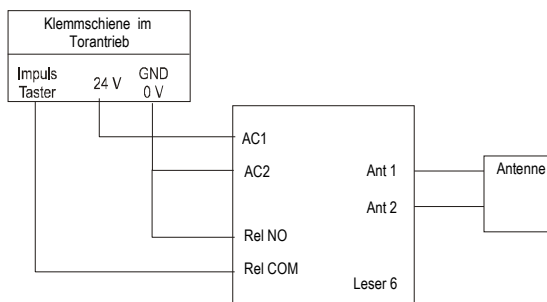 Klemmschiene im
Torantrieb
Impuls
Taster
24 V
GND
0 V
AC1
AC2
Rel NO
Rel COM
Ant 1
Ant 2
Leser 6
Antenne